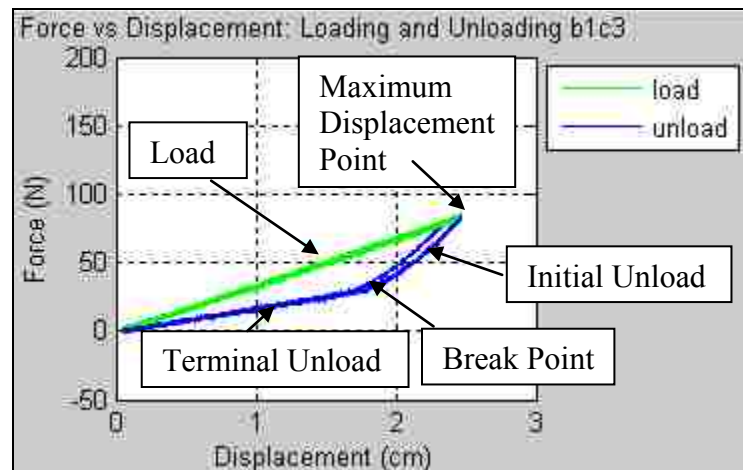 Force vs Displacement: Loading and Unloading b1c3
200
150
100
50
0
-50
Force (N)
0
1
2
3
Displacement (cm)
load
unload
Load
Maximum
Displacement
Point
Initial Unload
Terminal Unload
Break Point